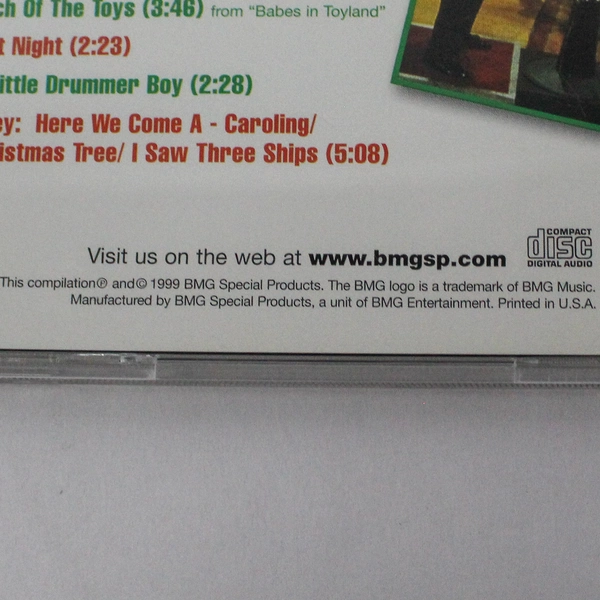 ch Of The Toys (3:46) from “Babes in Toyland”
t Night (2:23)
ittle Drummer Boy (2:28)
ey: Here We Come A - Caroling/
istmas Tree/ I Saw Three Ships (5:08)
Visit us on the web at www.bmgsp.com
COMPACT
disc
DIGITAL AUDIO
This compilation℗ and© 1999 BMG Special Products. The BMG logo is a trademark of BMG Music.
Manufactured by BMG Special Products, a unit of BMG Entertainment. Printed in U.S.A.